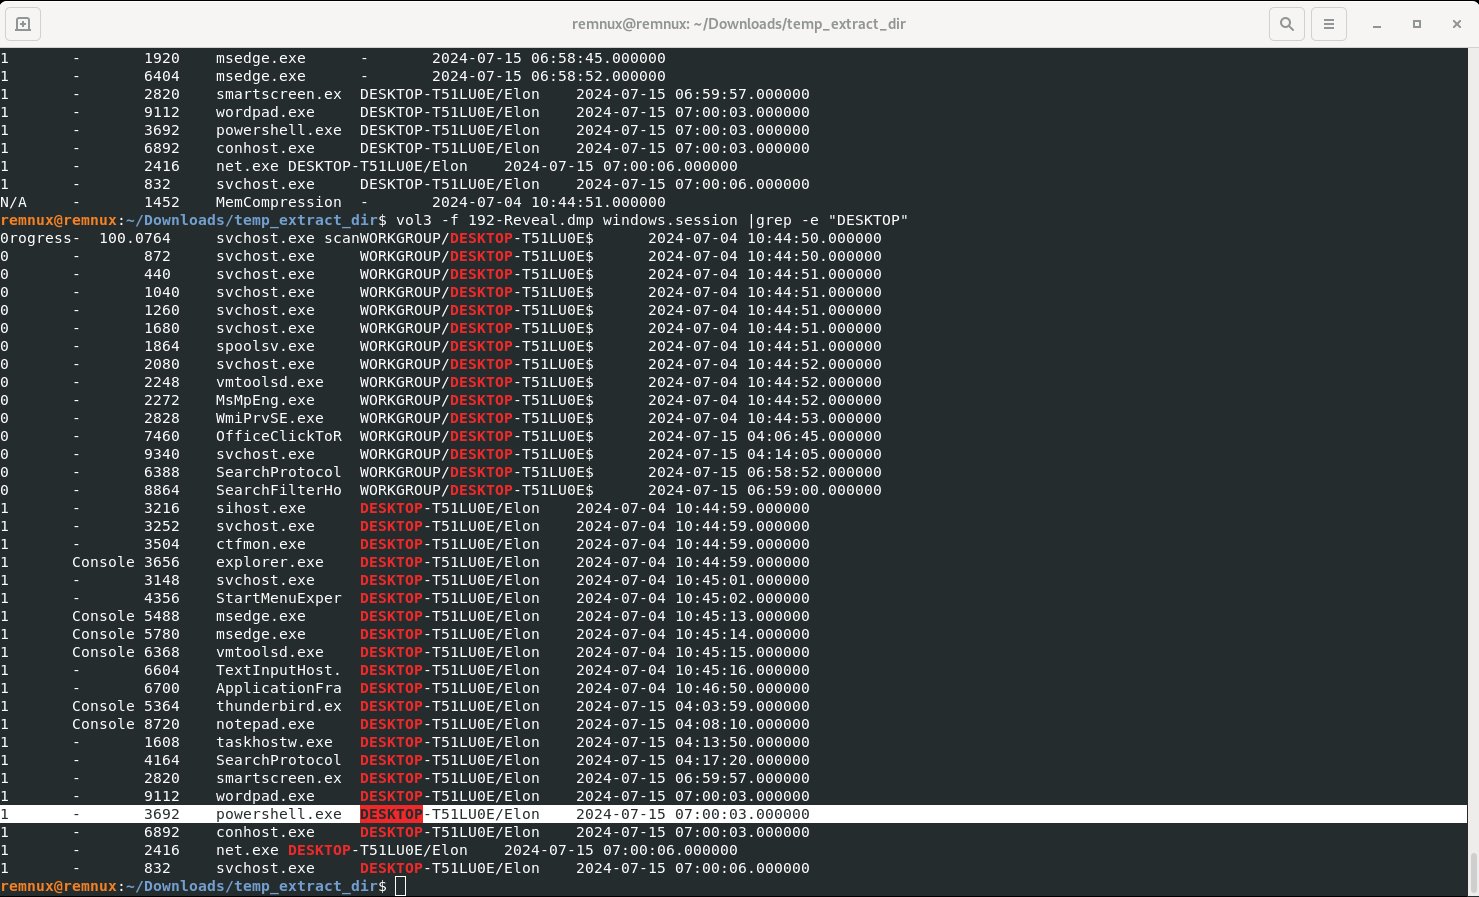 remnux@remnux: ~/Downloads/temp_extract_dir
1 - 1920 msedge.exe - 2024-07-15 06:58:45.000000
1 - 6404 msedge.exe - 2024-07-15 06:58:52.000000
1 - 2820 smartscreen.ex DESKTOP-T51LU0E/Elon 2024-07-15 06:59:57.000000
1 - 9112 wordpad.exe DESKTOP-T51LU0E/Elon 2024-07-15 07:00:03.000000
1 - 3692 powershell.exe DESKTOP-T51LU0E/Elon 2024-07-15 07:00:03.000000
1 - 6892 conhost.exe DESKTOP-T51LU0E/Elon 2024-07-15 07:00:03.000000
1 - 2416 net.exe DESKTOP-T51LU0E/Elon 2024-07-15 07:00:06.000000
1 - 832 svchost.exe DESKTOP-T51LU0E/Elon 2024-07-15 07:00:06.000000
N/A - 1452 MemCompression - 2024-07-04 10:44:51.000000
remnux@remnux:~/Downloads/temp_extract_dir$ vol3 -f 192-Reveal.dmp windows.session |grep -e "DESKTOP"
0rogress- 100.0764 svchost.exe scanWORKGROUP/DESKTOP-T51LU0E$ 2024-07-04 10:44:50.000000
0 - 872 svchost.exe WORKGROUP/DESKTOP-T51LU0E$ 2024-07-04 10:44:50.000000
0 - 440 svchost.exe WORKGROUP/DESKTOP-T51LU0E$ 2024-07-04 10:44:51.000000
0 - 1040 svchost.exe WORKGROUP/DESKTOP-T51LU0E$ 2024-07-04 10:44:51.000000
0 - 1260 svchost.exe WORKGROUP/DESKTOP-T51LU0E$ 2024-07-04 10:44:51.000000
0 - 1680 svchost.exe WORKGROUP/DESKTOP-T51LU0E$ 2024-07-04 10:44:51.000000
0 - 1864 spoolsv.exe WORKGROUP/DESKTOP-T51LU0E$ 2024-07-04 10:44:51.000000
0 - 2080 svchost.exe WORKGROUP/DESKTOP-T51LU0E$ 2024-07-04 10:44:52.000000
0 - 2248 vmtoolsd.exe WORKGROUP/DESKTOP-T51LU0E$ 2024-07-04 10:44:52.000000
0 - 2272 MsMpEng.exe WORKGROUP/DESKTOP-T51LU0E$ 2024-07-04 10:44:52.000000
0 - 2828 WmiPrvSE.exe WORKGROUP/DESKTOP-T51LU0E$ 2024-07-04 10:44:53.000000
0 - 7460 OfficeClickToR WORKGROUP/DESKTOP-T51LU0E$ 2024-07-15 04:06:45.000000
0 - 9340 svchost.exe WORKGROUP/DESKTOP-T51LU0E$ 2024-07-15 04:14:05.000000
0 - 6388 SearchProtocol WORKGROUP/DESKTOP-T51LU0E$ 2024-07-15 06:58:52.000000
0 - 8864 SearchFilterHo WORKGROUP/DESKTOP-T51LU0E$ 2024-07-15 06:59:00.000000
1 - 3216 sihost.exe DESKTOP-T51LU0E/Elon 2024-07-04 10:44:59.000000
1 - 3252 svchost.exe DESKTOP-T51LU0E/Elon 2024-07-04 10:44:59.000000
1 - 3504 ctfmon.exe DESKTOP-T51LU0E/Elon 2024-07-04 10:44:59.000000
1 Console 3656 explorer.exe DESKTOP-T51LU0E/Elon 2024-07-04 10:44:59.000000
1 - 3148 svchost.exe DESKTOP-T51LU0E/Elon 2024-07-04 10:45:01.000000
1 - 4356 StartMenuExper DESKTOP-T51LU0E/Elon 2024-07-04 10:45:02.000000
1 Console 5488 msedge.exe DESKTOP-T51LU0E/Elon 2024-07-04 10:45:13.000000
1 Console 5780 msedge.exe DESKTOP-T51LU0E/Elon 2024-07-04 10:45:14.000000
1 Console 6368 vmtoolsd.exe DESKTOP-T51LU0E/Elon 2024-07-04 10:45:15.000000
1 - 6604 TextInputHost. DESKTOP-T51LU0E/Elon 2024-07-04 10:45:16.000000
1 - 6700 ApplicationFra DESKTOP-T51LU0E/Elon 2024-07-04 10:46:50.000000
1 Console 5364 thunderbird.ex DESKTOP-T51LU0E/Elon 2024-07-15 04:03:59.000000
1 Console 8720 notepad.exe DESKTOP-T51LU0E/Elon 2024-07-15 04:08:10.000000
1 - 1608 taskhostw.exe DESKTOP-T51LU0E/Elon 2024-07-15 04:13:50.000000
1 - 4164 SearchProtocol DESKTOP-T51LU0E/Elon 2024-07-15 04:17:20.000000
1 - 2820 smartscreen.ex DESKTOP-T51LU0E/Elon 2024-07-15 06:59:57.000000
1 - 9112 wordpad.exe DESKTOP-T51LU0E/Elon 2024-07-15 07:00:03.000000
1 - 3692 powershell.exe DESKTOP-T51LU0E/Elon 2024-07-15 07:00:03.000000
1 - 6892 conhost.exe DESKTOP-T51LU0E/Elon 2024-07-15 07:00:03.000000
1 - 2416 net.exe DESKTOP-T51LU0E/Elon 2024-07-15 07:00:06.000000
1 - 832 svchost.exe DESKTOP-T51LU0E/Elon 2024-07-15 07:00:06.000000
remnux@remnux:~/Downloads/temp_extract_dir$